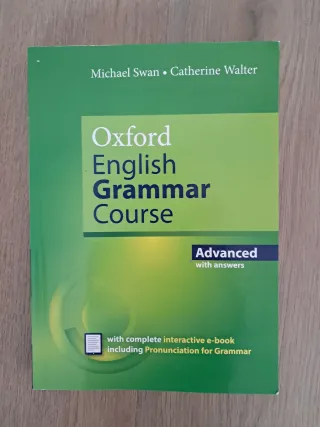 Michael Swan • Catherine Walter
Oxford
English
Grammar
Course
Advanced
with answers
with complete interactive e-book
including Pronunciation for Grammar